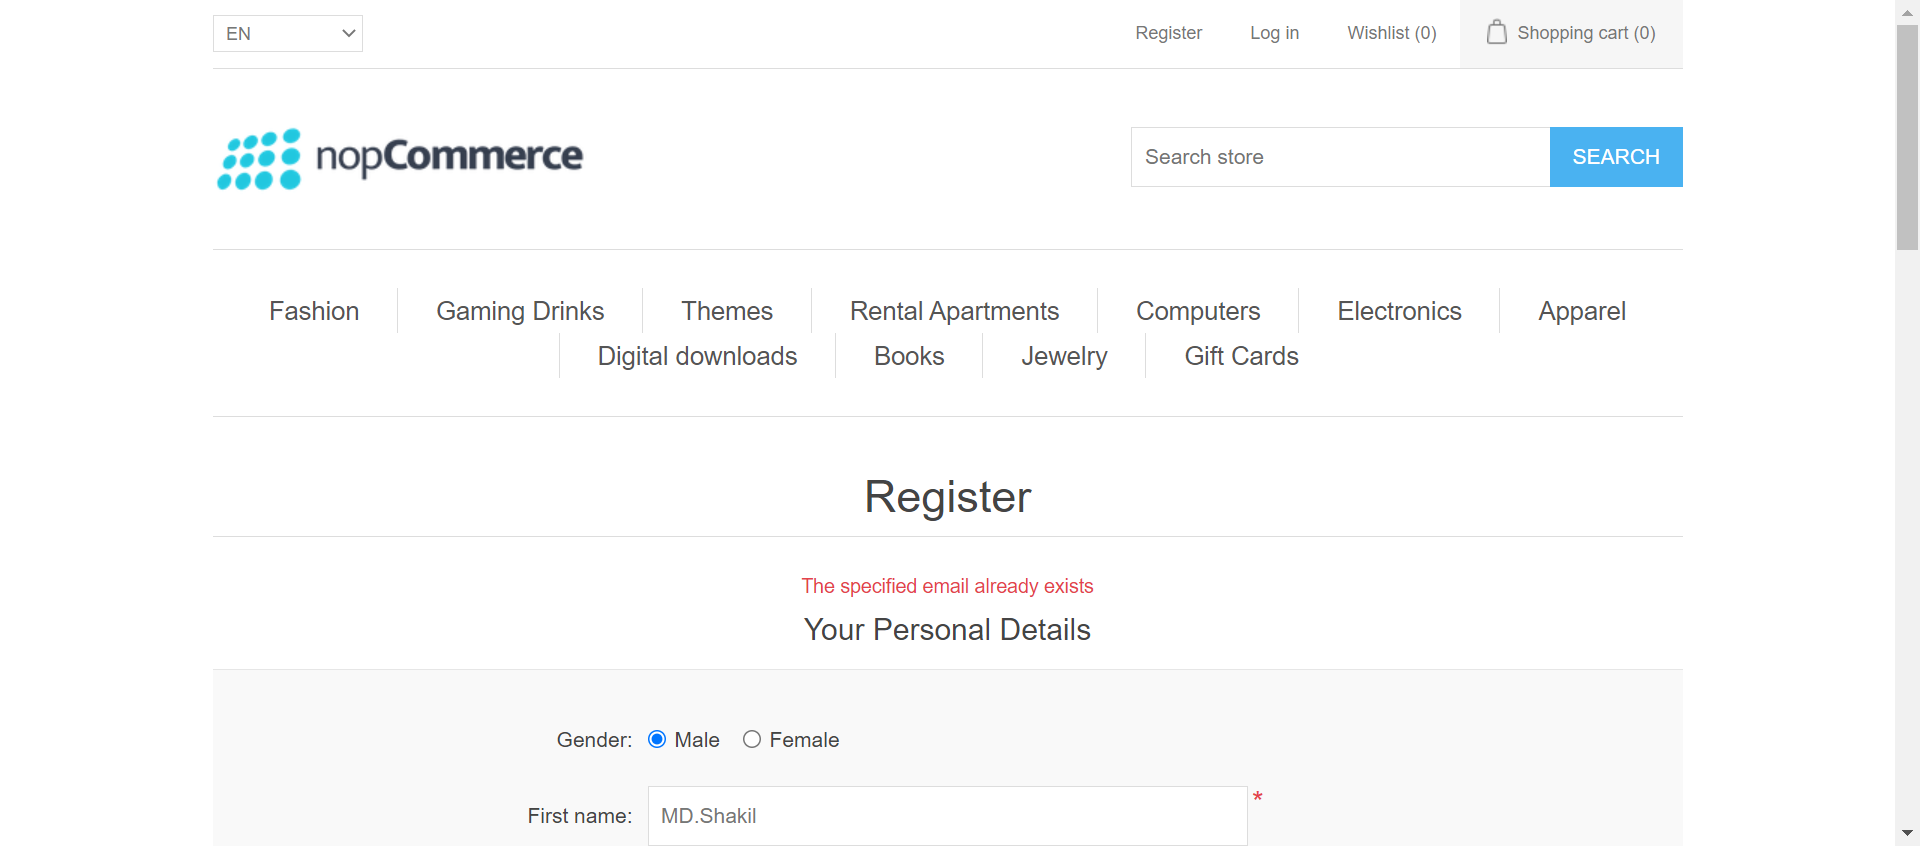 EN
Register Log in Wishlist (0) Shopping cart (0)
nopCommerce
Search store SEARCH
Fashion Gaming Drinks Themes Rental Apartments Computers Electronics Apparel
Digital downloads Books Jewelry Gift Cards
Register
The specified email already exists
Your Personal Details
Gender: Male Female
First name: MD.Shakil *